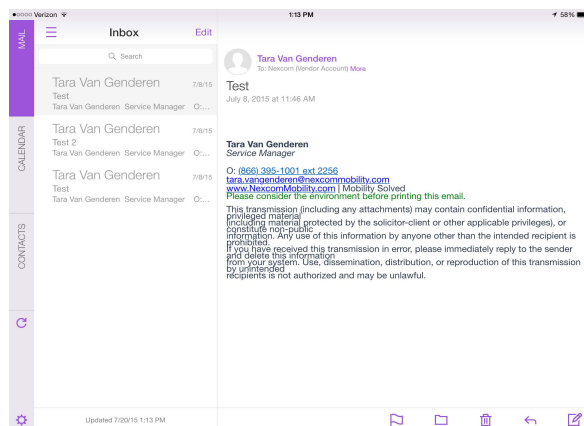 Verizon
1:13 PM
58%
MAIL
CALENDAR
CONTACTS
Inbox
Edit
Search
Tara Van Genderen 7/8/15
Test
Tara Van Genderen Service Manager O:...
Tara Van Genderen 7/8/15
Test 2
Tara Van Genderen Service Manager O:...
Tara Van Genderen 7/8/15
Test
Tara Van Genderen Service Manager O:...
Updated 7/20/15 1:13 PM
Tara Van Genderen
To: Nexcom (Vendor Account) More
Test
July 8, 2015 at 11:46 AM
Tara Van Genderen
Service Manager
O: (866) 395-1001 ext 2256
tara.vangenderen@nexcommobility.com
www.NexcomMobility.com | Mobility Solved
Please consider the environment before printing this email.
This transmission (including any attachments) may contain confidential information,
privileged material
(including material protected by the solicitor-client or other applicable privileges), or
constitute non-public
information. Any use of this information by anyone other than the intended recipient is
prohibited.
If you have received this transmission in error, please immediately reply to the sender
and delete this information
from your system. Use, dissemination, distribution, or reproduction of this transmission
by unintended
recipients is not authorized and may be unlawful.